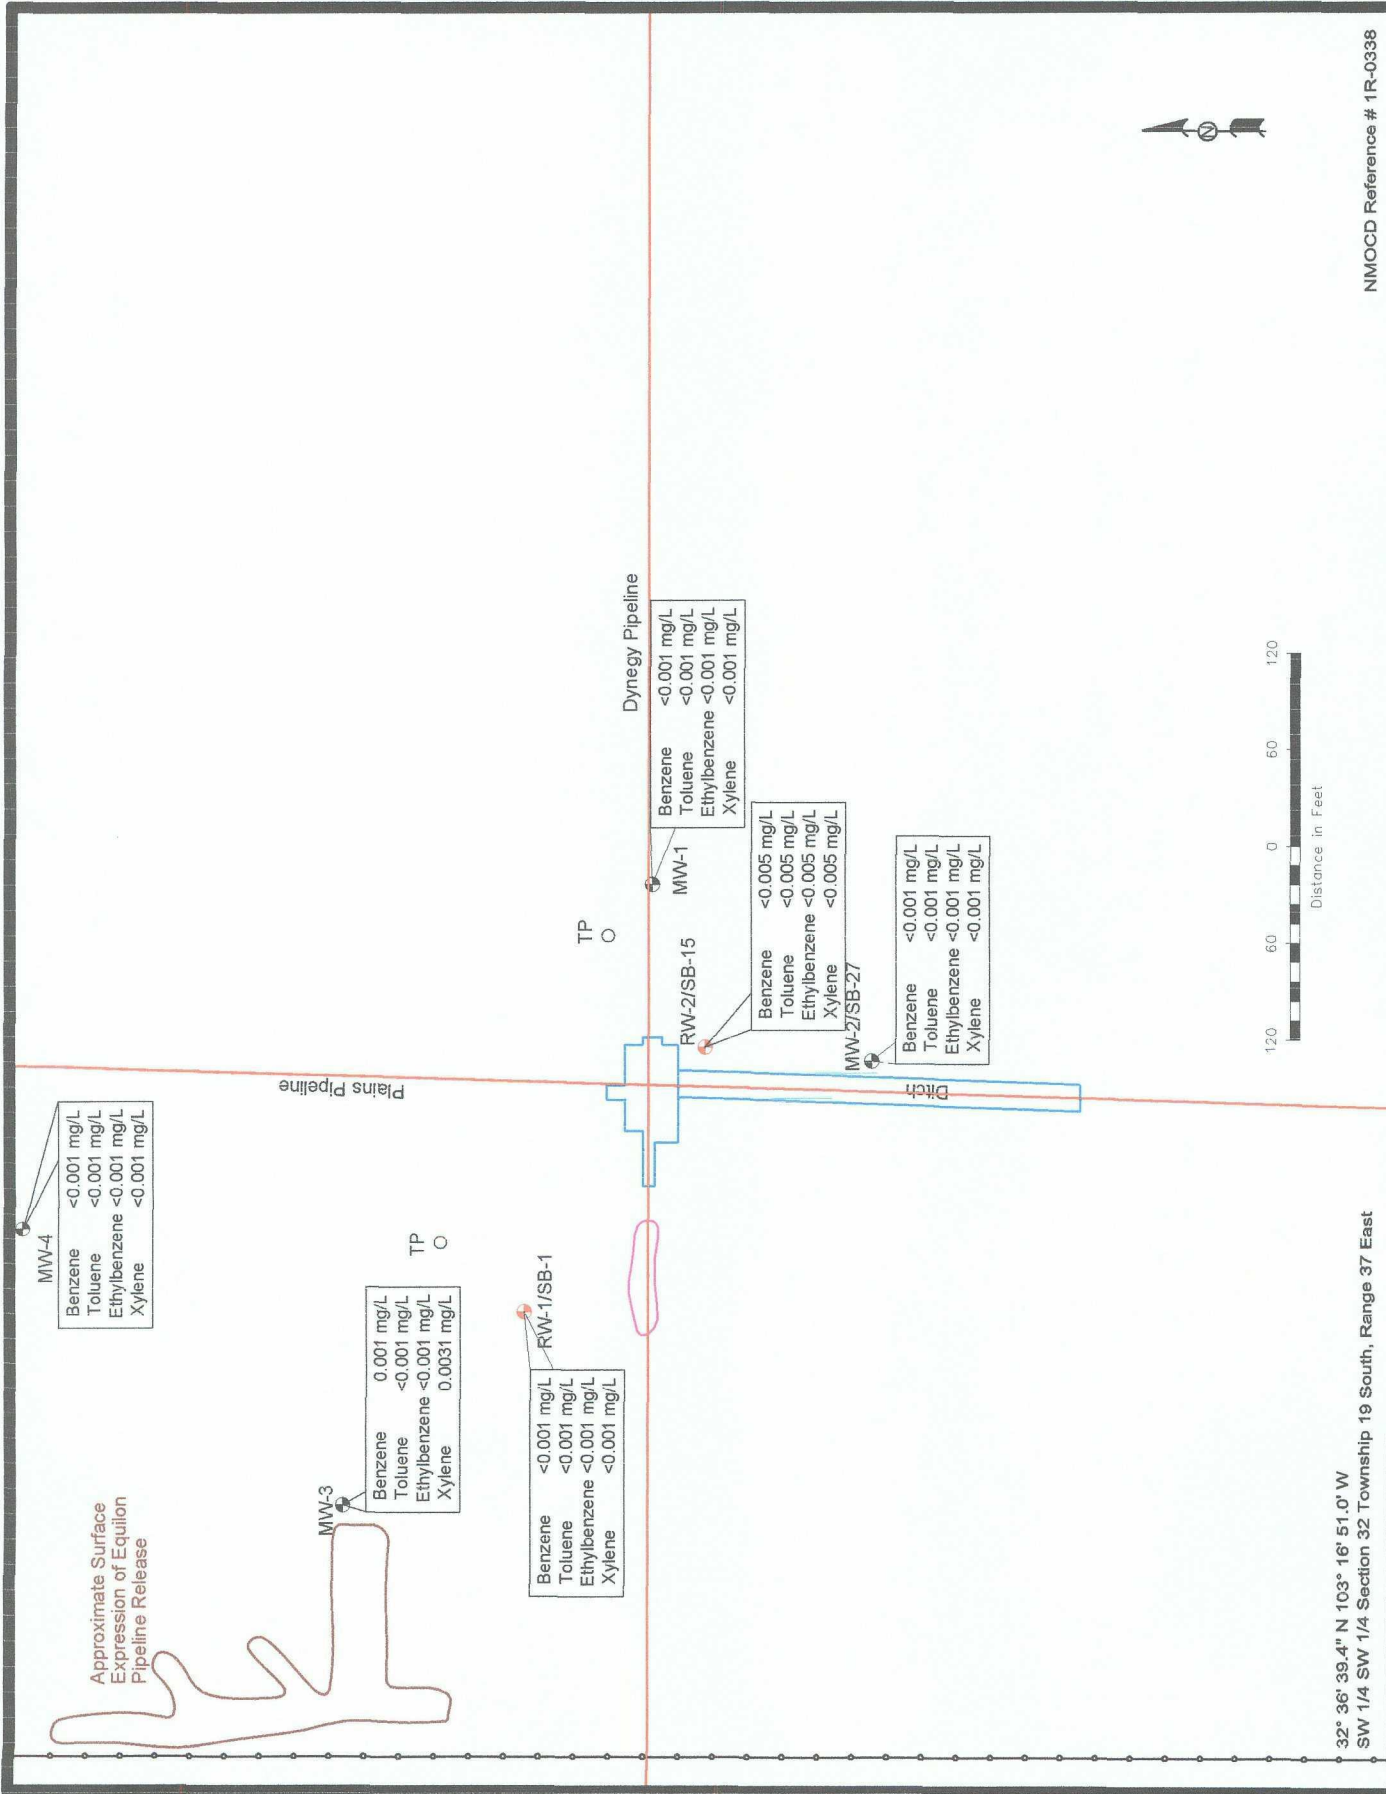 Approximate Surface
Expression of Equilon
Pipeline Release
MW-4
Benzene <0.001 mg/L
Toluene <0.001 mg/L
Ethylbenzene <0.001 mg/L
Xylene <0.001 mg/L
MW-3
Benzene 0.001 mg/L
Toluene <0.001 mg/L
Ethylbenzene <0.001 mg/L
Xylene 0.0031 mg/L
TP
RW-1/SB-1
Benzene <0.001 mg/L
Toluene <0.001 mg/L
Ethylbenzene <0.001 mg/L
Xylene <0.001 mg/L
Plains Pipeline
TP
Dynegy Pipeline
MW-1
Benzene <0.001 mg/L
Toluene <0.001 mg/L
Ethylbenzene <0.001 mg/L
Xylene <0.001 mg/L
RW-2/SB-15
Benzene <0.005 mg/L
Toluene <0.005 mg/L
Ethylbenzene <0.005 mg/L
Xylene <0.005 mg/L
MW-2/SB-27
Benzene <0.001 mg/L
Toluene <0.001 mg/L
Ethylbenzene <0.001 mg/L
Xylene <0.001 mg/L
Ditch
N
120 60 0 60 120
Distance in Feet
32° 36' 39.4" N 103° 16' 51.0' W
SW 1/4 SW 1/4 Section 32 Township 19 South, Range 37 East
NMOCD Reference # 1R-0338